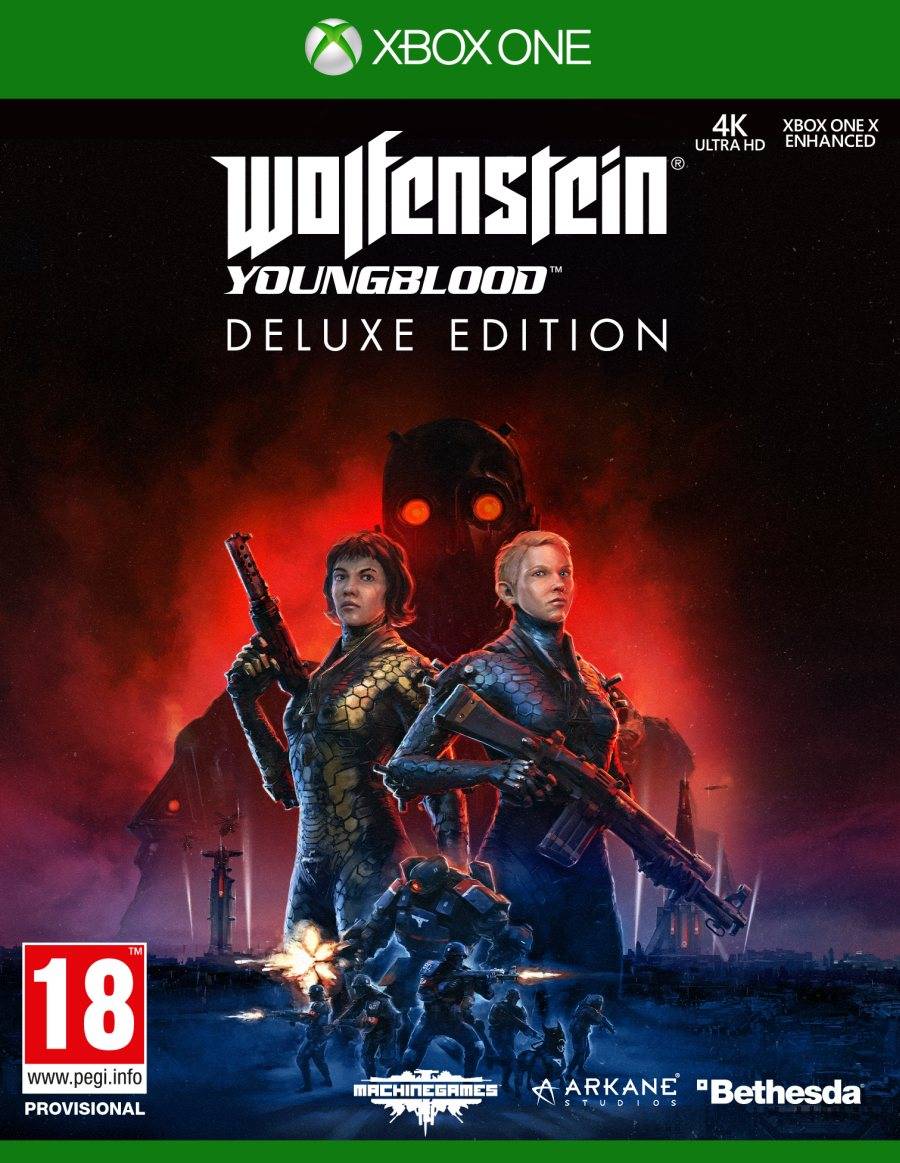 XBOX ONE
4K
ULTRA HD
XBOX ONE X
ENHANCED
Wolfenstein®
YOUNGBLOOD™
DELUXE EDITION
18™
www.pegi.info
PROVISIONAL
MACHINEGAMES
ARKANE®
STUDIOS
Bethesda®